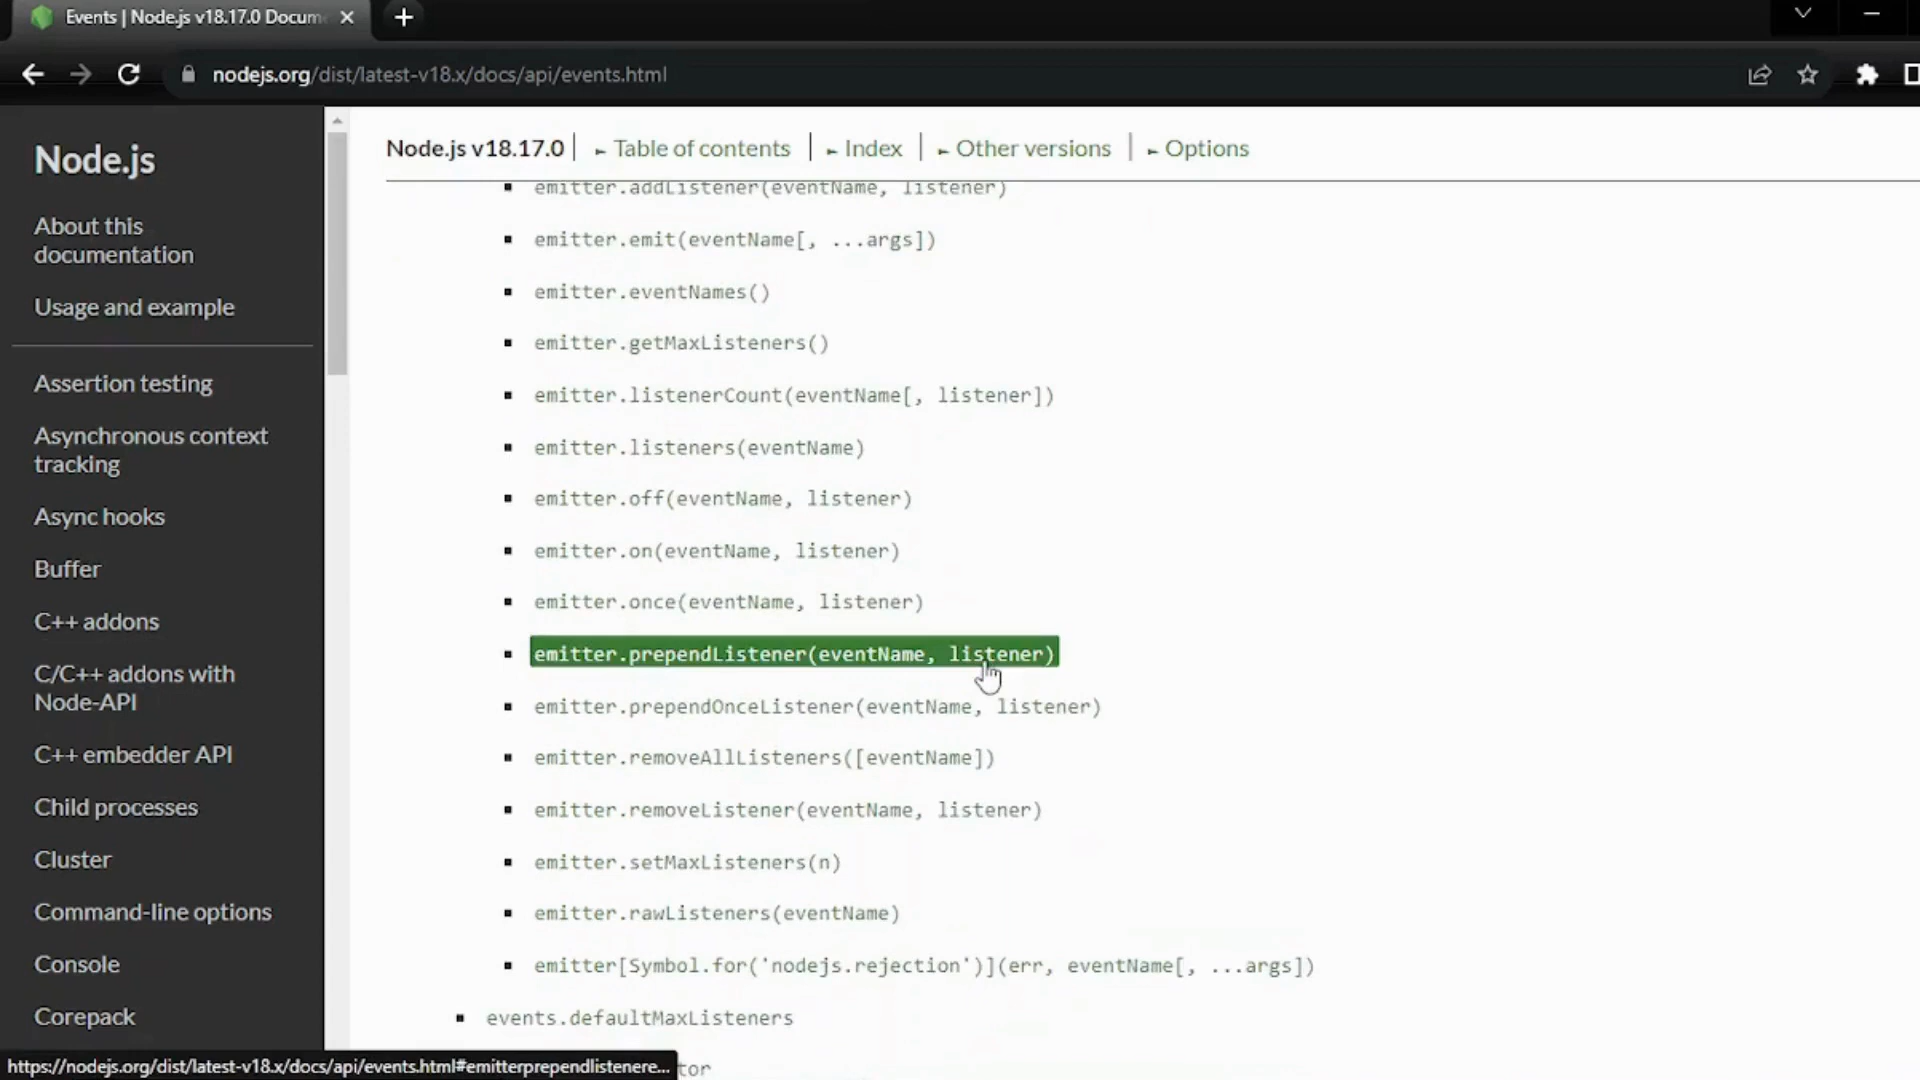 Events | Node.js v18.17.0 Docum
nodejs.org/dist/latest-v18.x/docs/api/events.html
Node.js
About this
documentation
Usage and example
Assertion testing
Asynchronous context
tracking
Async hooks
Buffer
C++ addons
C/C++ addons with
Node-API
C++ embedder API
Child processes
Cluster
Command-line options
Console
Corepack
Node.js v18.17.0
► Table of contents
► Index
► Other versions
► Options
emitter.addListener(eventName, listener)
emitter.emit(eventName[, ...args])
emitter.eventNames()
emitter.getMaxListeners()
emitter.listenerCount(eventName[, listener])
emitter.listeners(eventName)
emitter.off(eventName, listener)
emitter.on(eventName, listener)
emitter.once(eventName, listener)
emitter.prependListener(eventName, listener)
emitter.prependOnceListener(eventName, listener)
emitter.removeAllListeners([eventName])
emitter.removeListener(eventName, listener)
emitter.setMaxListeners(n)
emitter.rawListeners(eventName)
emitter[Symbol.for('nodejs.rejection')](err, eventName[, ...args])
events.defaultMaxListeners
tor
https://nodejs.org/dist/latest-v18.x/docs/api/events.html#emitterprependlistenere...